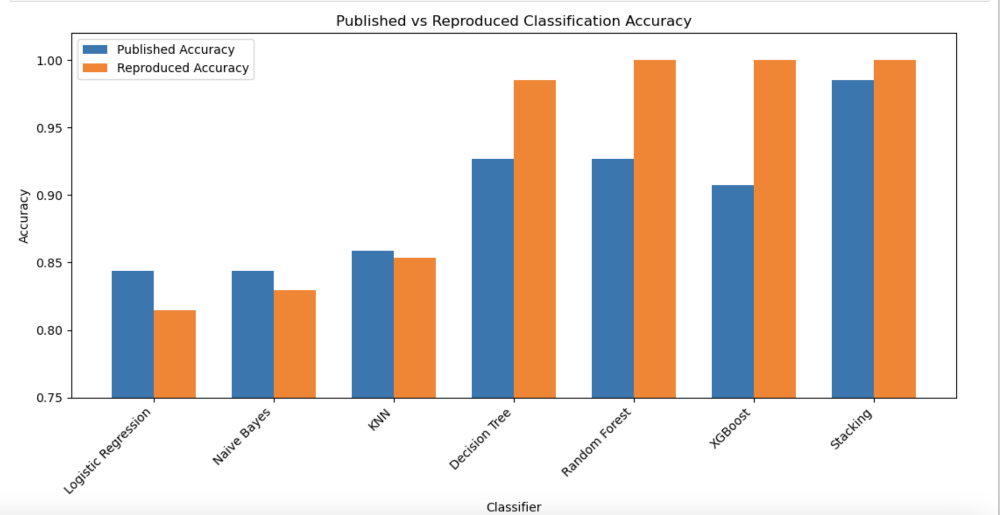 Published vs Reproduced Classification Accuracy
Published Accuracy
Reproduced Accuracy
1.00
0.95
0.90
0.85
0.80
0.75
Accuracy
Logistic Regression
Naive Bayes
KNN
Decision Tree
Random Forest
XGBoost
Stacking
Classifier